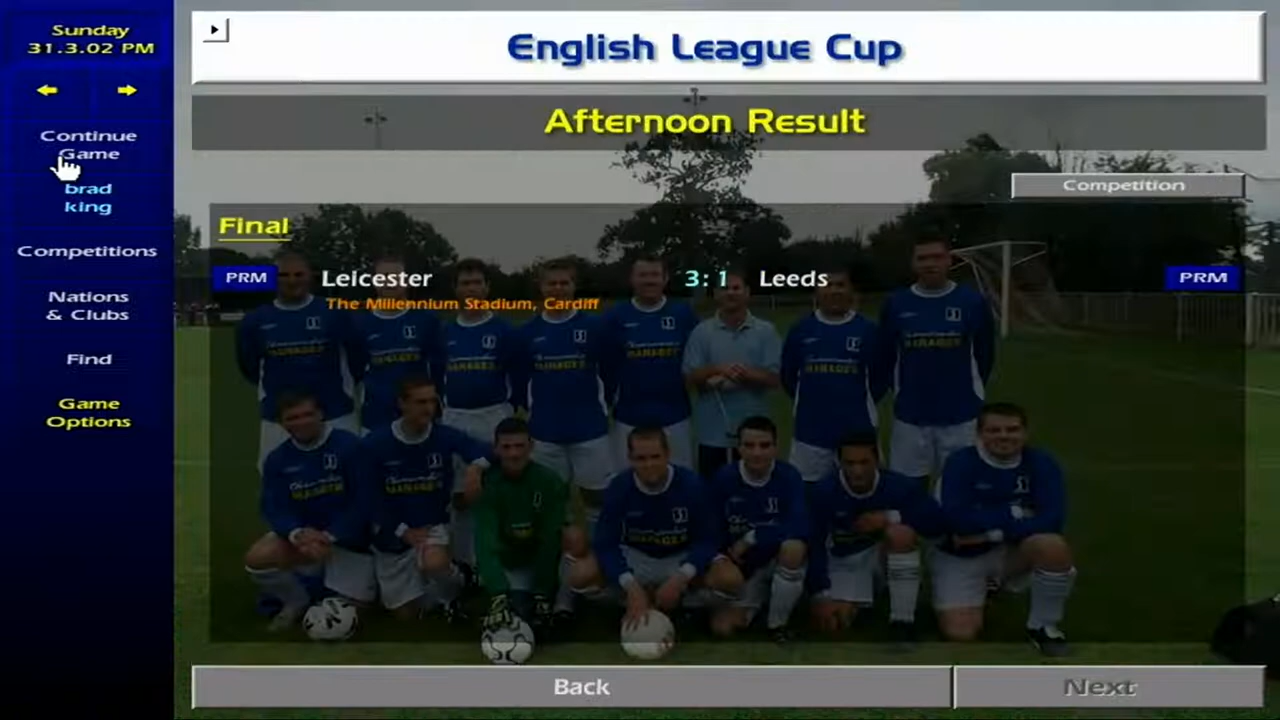 Sunday
31.3.02 PM
Continue
Game
brad
king
Competitions
Nations
& Clubs
Find
Game
Options
English League Cup
Afternoon Result
Competition
Final
PRM Leicester 3:1 Leeds PRM
The Millennium Stadium, Cardiff
MANAGER
Back
Next